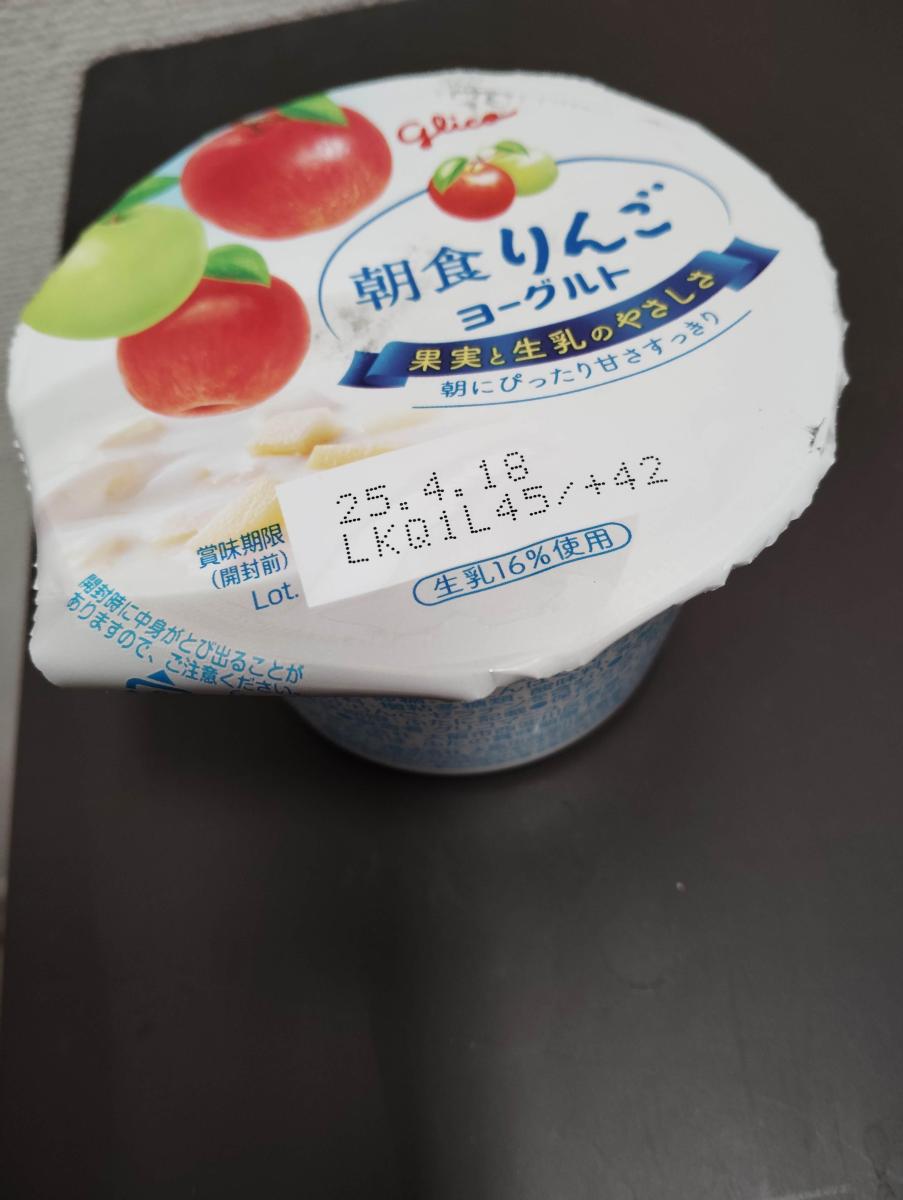 glico
朝食りんご
ヨーグルト
果実と生乳のやさしさ
朝にぴったり甘さすっきり
25.4.18
LKQ1L45/+42
賞味期限
(開封前)
Lot.
生乳16%使用
開封時に中身がとび出ることが
ありますので、ご注意ください。